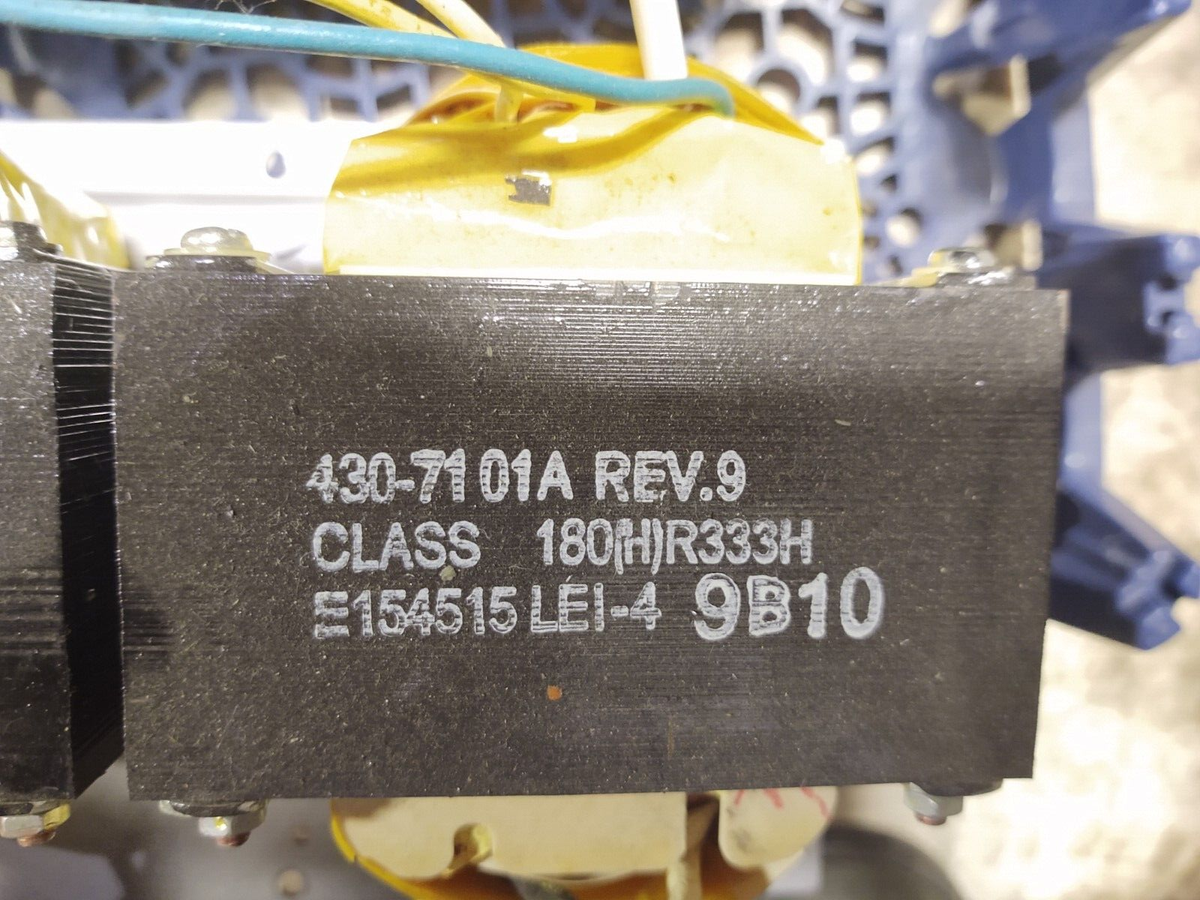 430-7101A REV.9
CLASS 180(H)R333H
E154515 LEI-4 9B10